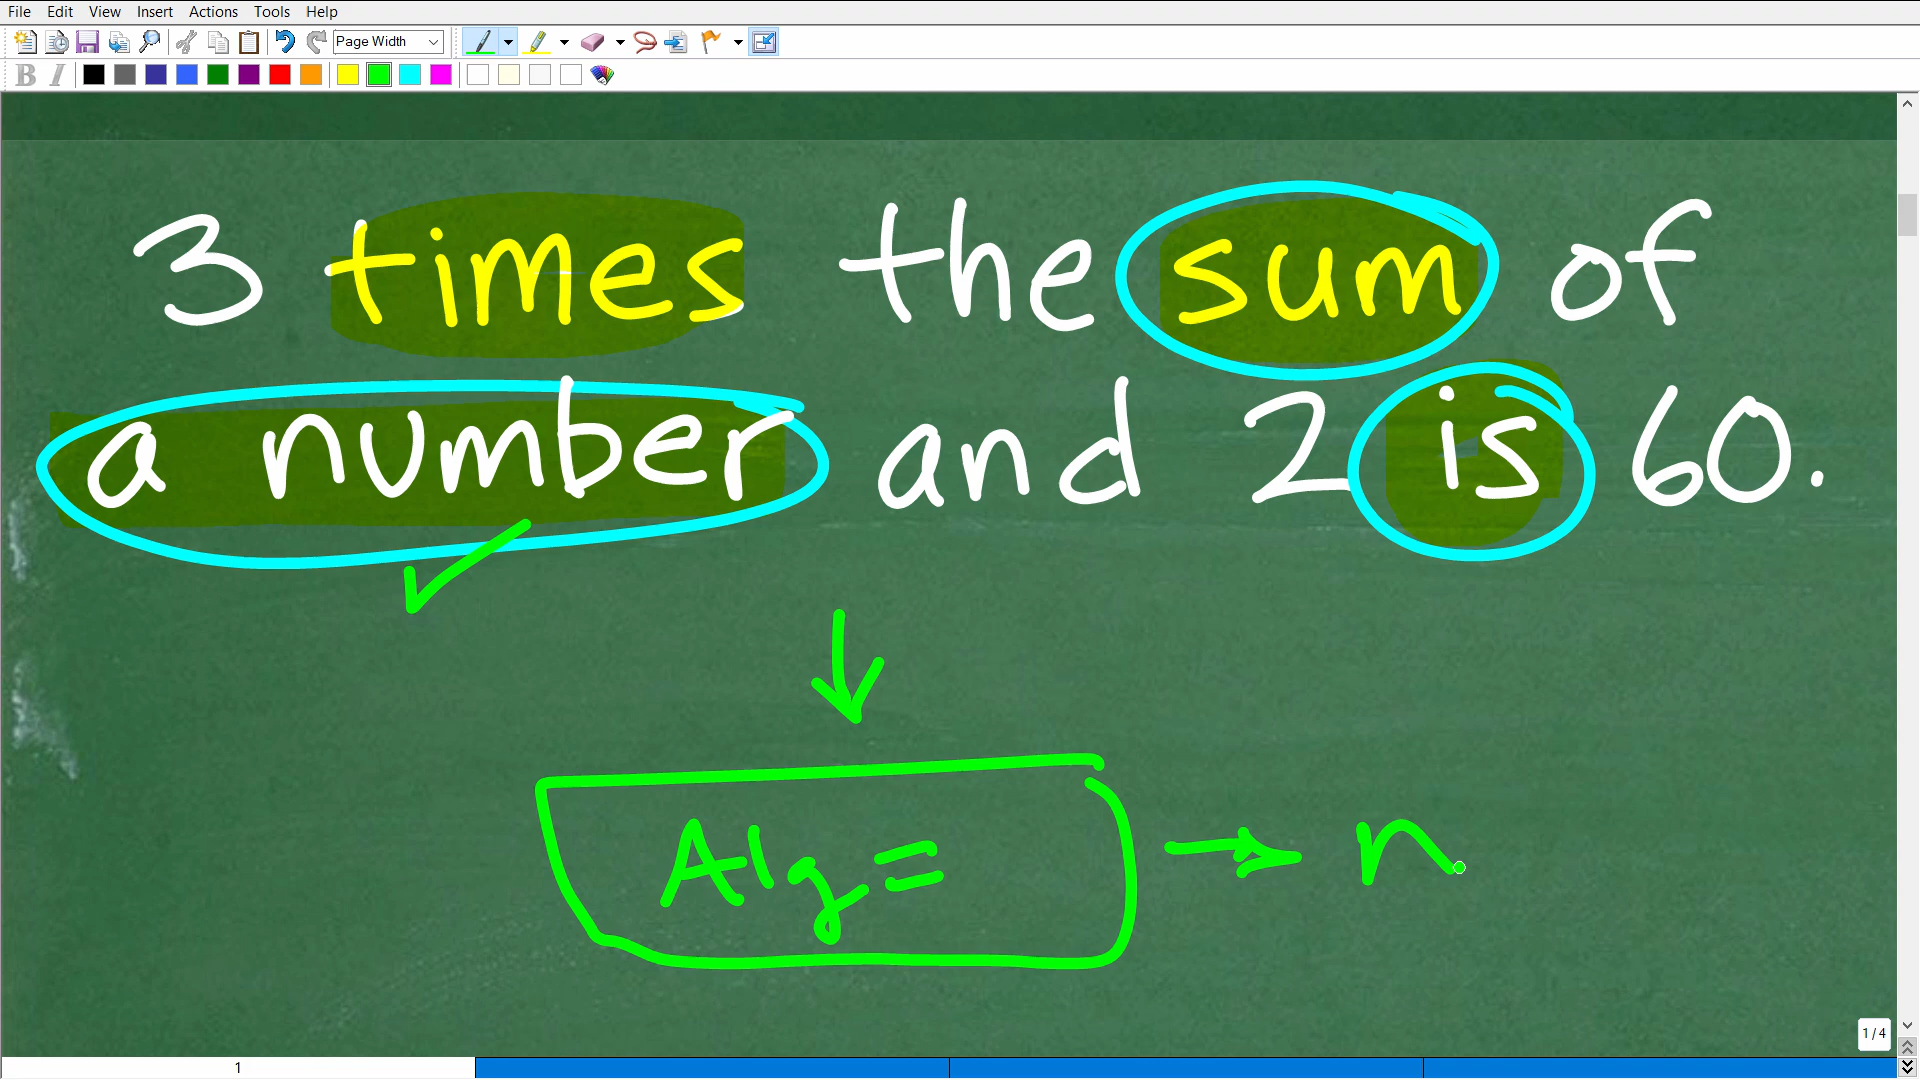 File Edit View Insert Actions Tools Help
Page Width
B I
3 times the sum of
a number and 2 is 60.
Alg = → n
1 / 4
1